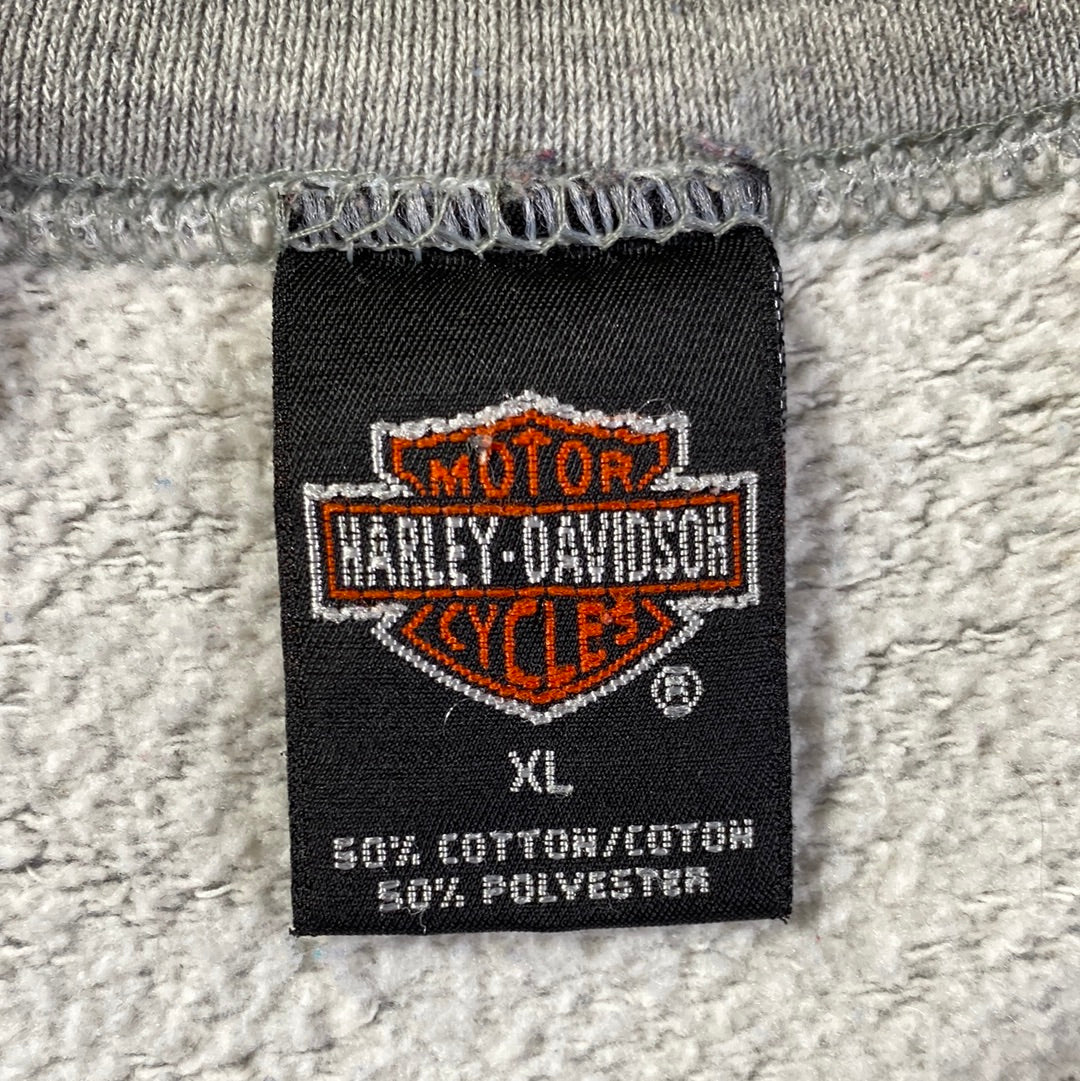 MOTOR
HARLEY-DAVIDSON
CYCLES
®
XL
50% COTTON/COTON
50% POLYESTER